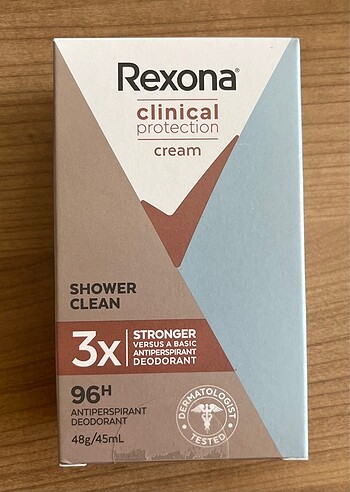 Rexona®
clinical
protection
cream
SHOWER
CLEAN
3x
STRONGER
VERSUS A BASIC
ANTIPERSPIRANT
DEODORANT
96H
ANTIPERSPIRANT
DEODORANT
48g/45mL
DERMATOLOGIST
TESTED